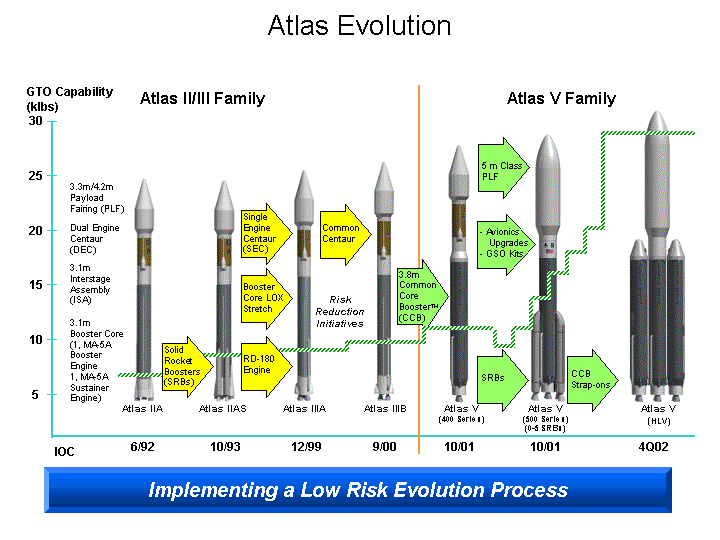 Atlas Evolution
GTO Capability
(klbs)
Atlas II/III Family
Atlas V Family
30
25
20
15
10
5
3.3m/4.2m
Payload
Fairing (PLF)
Dual Engine
Centaur
(DEC)
3.1m
Interstage
Assembly
(ISA)
3.1m
Booster Core
(1, MA-5A
Booster
Engine
1, MA-5A
Sustainer
Engine)
Solid
Rocket
Boosters
(SRBs)
Single
Engine
Centaur
(SEC)
Booster
Core LOX
Stretch
RD-180
Engine
Common
Centaur
Risk
Reduction
Initiatives
3.8m
Common
Core
Booster™
(CCB)
5 m Class
PLF
- Avionics
Upgrades
- GSO Kits
SRBs
CCB
Strap-ons
Atlas IIA
Atlas IIAS
Atlas IIIA
Atlas IIIB
Atlas V
(400 Series)
Atlas V
(500 Series)
(0-5 SRBs)
Atlas V
(HLV)
IOC
6/92
10/93
12/99
9/00
10/01
10/01
4Q02
Implementing a Low Risk Evolution Process